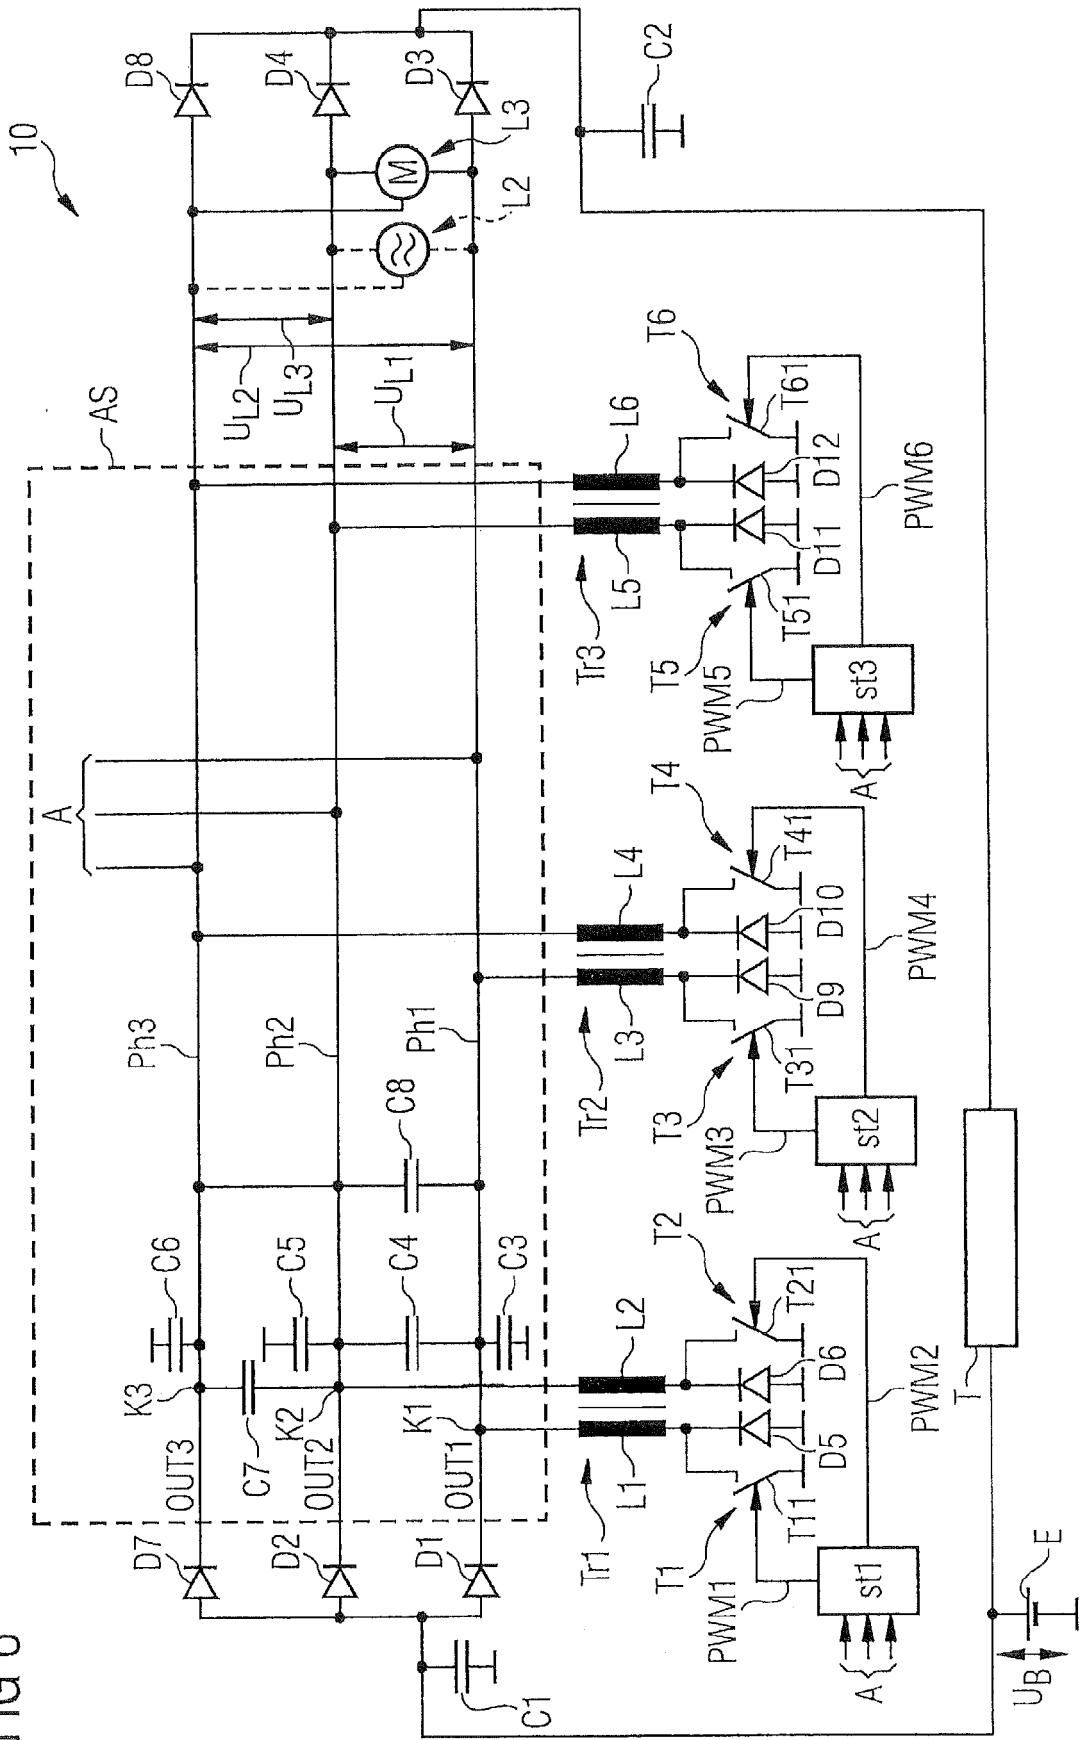 10
D8
D4
D3
L3
M
L2
C2
UL2
UL3
UL1
AS
A
Ph3
Ph2
Ph1
C8
C6
C5
C4
C3
K3
C7
K2
K1
OUT3
OUT2
OUT1
D7
D2
D1
C1
Tr3
L5
L6
T6
T61
D12
D11
T51
T5
PWM5
PWM6
st3
A
Tr2
L3
L4
T4
T41
D10
D9
T31
T3
PWM3
PWM4
st2
A
Tr1
L1
L2
T2
T21
D6
D5
T11
T1
PWM1
PWM2
st1
A
T
E
UB